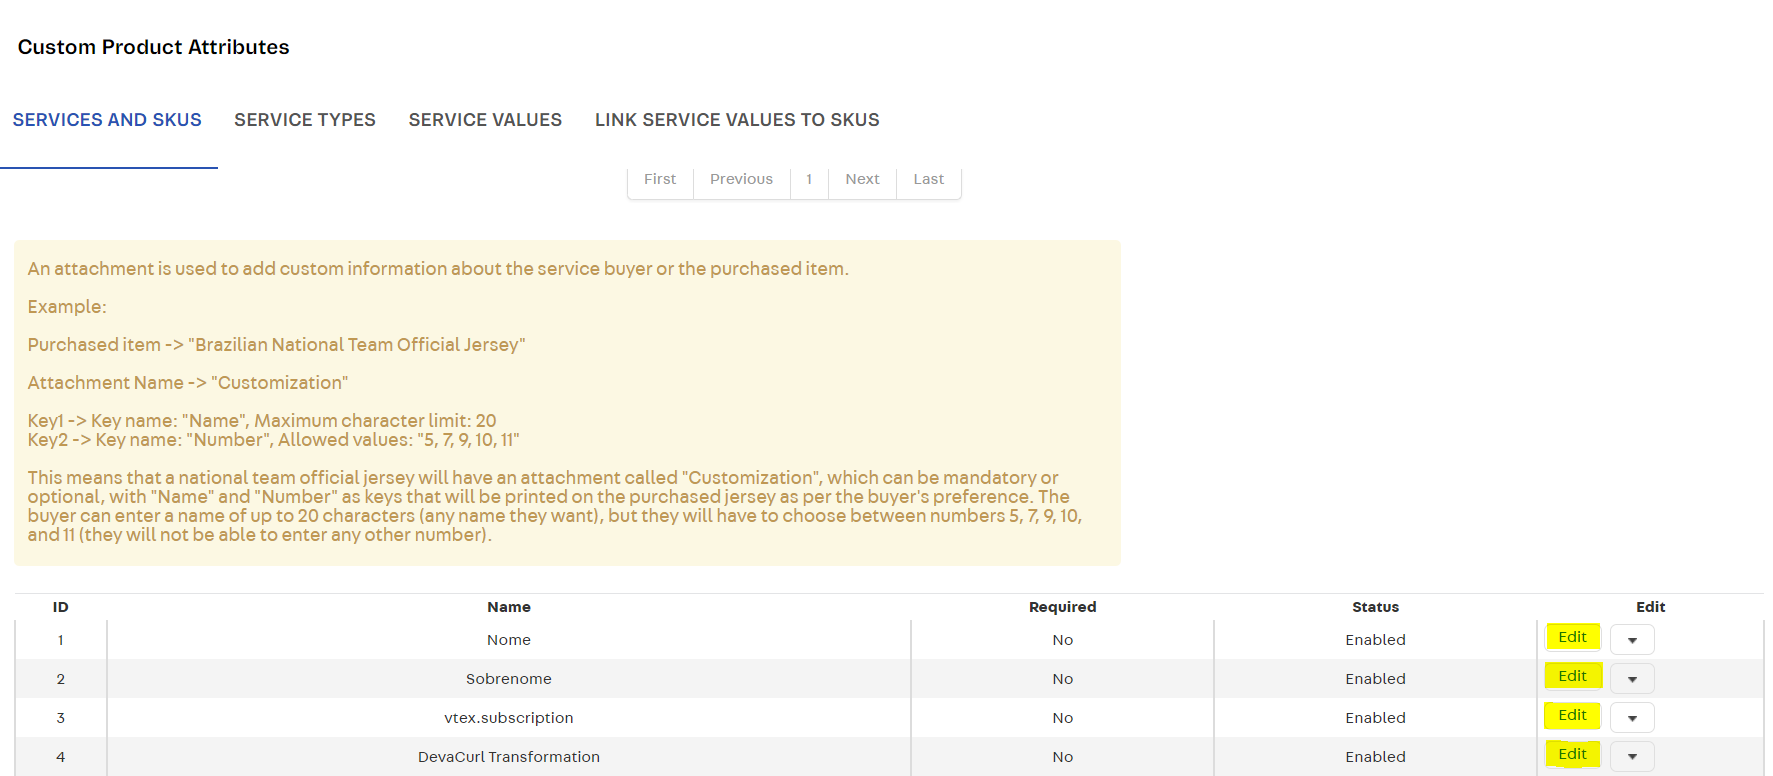 Custom Product Attributes
SERVICES AND SKUS SERVICE TYPES SERVICE VALUES LINK SERVICE VALUES TO SKUS
First Previous 1 Next Last
An attachment is used to add custom information about the service buyer or the purchased item.
Example:
Purchased item -> "Brazilian National Team Official Jersey"
Attachment Name -> "Customization"
Key1 -> Key name: "Name", Maximum character limit: 20
Key2 -> Key name: "Number", Allowed values: "5, 7, 9, 10, 11"
This means that a national team official jersey will have an attachment called "Customization", which can be mandatory or
optional, with "Name" and "Number" as keys that will be printed on the purchased jersey as per the buyer's preference. The
buyer can enter a name of up to 20 characters (any name they want), but they will have to choose between numbers 5, 7, 9, 10,
and 11 (they will not be able to enter any other number).
ID Name Required Status Edit
1 Nome No Enabled Edit
2 Sobrenome No Enabled Edit
3 vtex.subscription No Enabled Edit
4 DevaCurl Transformation No Enabled Edit